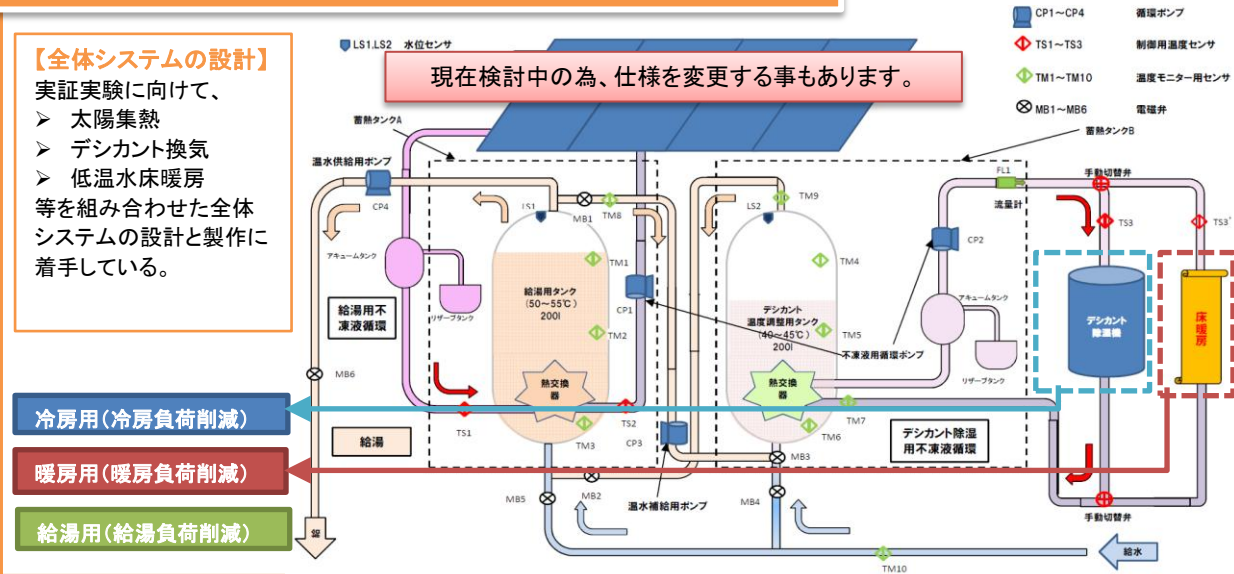 【全体システムの設計】
実証実験に向けて、
➢ 太陽集熱
➢ デシカント換気
➢ 低温水床暖房
等を組み合わせた全体
システムの設計と製作に
着手している。
LS1.LS2 水位センサ
現在検討中の為、仕様を変更する事もあります。
CP1～CP4 循環ポンプ
TS1～TS3 制御用温度センサ
TM1～TM10 温度モニター用センサ
MB1～MB6 電磁弁
蓄熱タンクA
蓄熱タンクB
温水供給用ポンプ
CP4
LS1
MB1
TM8
LS2
TM9
FL1
流量計
手動切替弁
TS3
TS3'
アキュームタンク
リザーブタンク
給湯用不
凍液循環
給湯用タンク
(50～55℃)
200l
TM1
TM2
CP1
デシカント
温度調整用タンク
(40～45℃)
200l
TM4
TM5
CP2
アキュームタンク
リザーブタンク
不凍液用循環ポンプ
デシカント
除湿機
床暖房
MB6
熱交換
器
TS1
TS2
TM3
CP3
熱交換
器
TM7
TM6
給湯
デシカント除湿
用不凍液循環
冷房用(冷房負荷削減)
暖房用(暖房負荷削減)
給湯用(給湯負荷削減)
MB5
MB2
温水補給用ポンプ
MB3
MB4
手動切替弁
給水
TM10